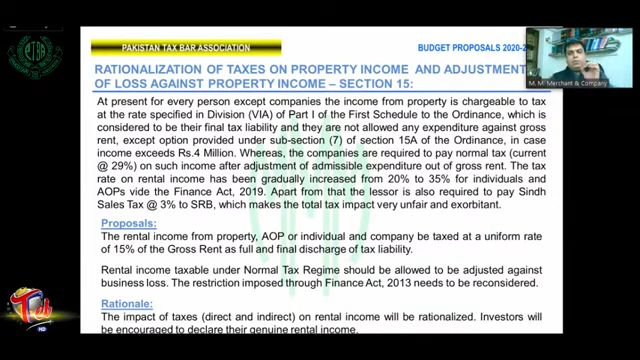 PAKISTAN TAX BAR ASSOCIATION
BUDGET PROPOSALS 2020-2
RATIONALIZATION OF TAXES ON PROPERTY INCOME AND ADJUSTMENT
OF LOSS AGAINST PROPERTY INCOME – SECTION 15:
M. M. Merchant & Company
At present for every person except companies the income from property is chargeable to tax
at the rate specified in Division (VIA) of Part I of the First Schedule to the Ordinance, which is
considered to be their final tax liability and they are not allowed any expenditure against gross
rent, except option provided under sub-section (7) of section 15A of the Ordinance, in case
income exceeds Rs.4 Million. Whereas, the companies are required to pay normal tax (current
@ 29%) on such income after adjustment of admissible expenditure out of gross rent. The tax
rate on rental income has been gradually increased from 20% to 35% for individuals and
AOPs vide the Finance Act, 2019. Apart from that the lessor is also required to pay Sindh
Sales Tax @ 3% to SRB, which makes the total tax impact very unfair and exorbitant.
Proposals:
The rental income from property, AOP or individual and company be taxed at a uniform rate
of 15% of the Gross Rent as full and final discharge of tax liability.
Rental income taxable under Normal Tax Regime should be allowed to be adjusted against
business loss. The restriction imposed through Finance Act, 2013 needs to be reconsidered.
Rationale:
The impact of taxes (direct and indirect) on rental income will be rationalized. Investors will
be encouraged to declare their genuine rental income.
PTBA
Tek
HD